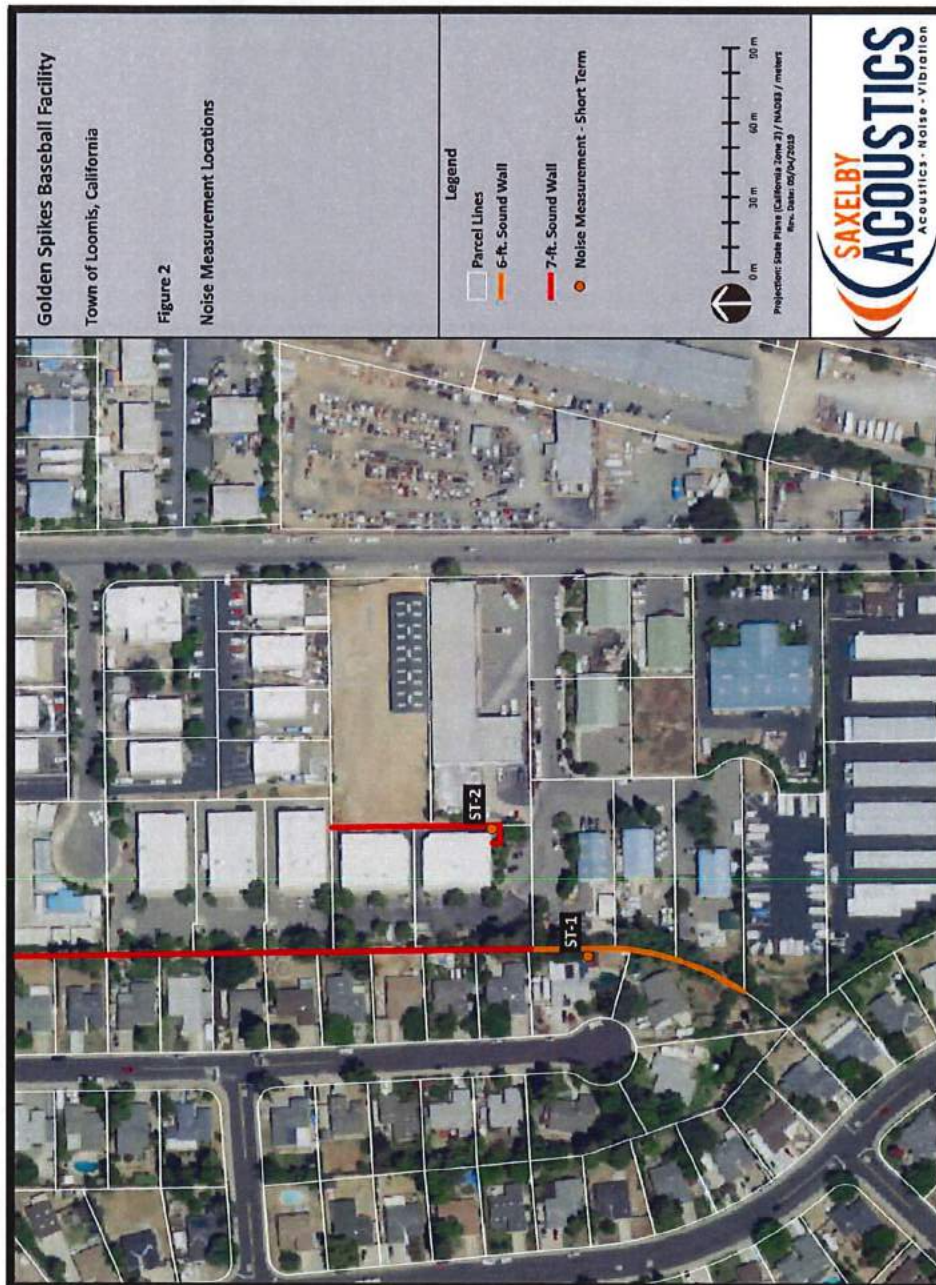 Golden Spikes Baseball Facility
Town of Loomis, California
Figure 2
Noise Measurement Locations
Legend
Parcel Lines
6-ft. Sound Wall
7-ft. Sound Wall
Noise Measurement - Short Term
0 m 30 m 60 m 90 m
Projection: State Plane (California Zone 2) / NAD83 / meters
Rev. Date: 05/04/2019
SAXELBY
ACOUSTICS
Acoustics - Noise - Vibration
ST-2
ST-1